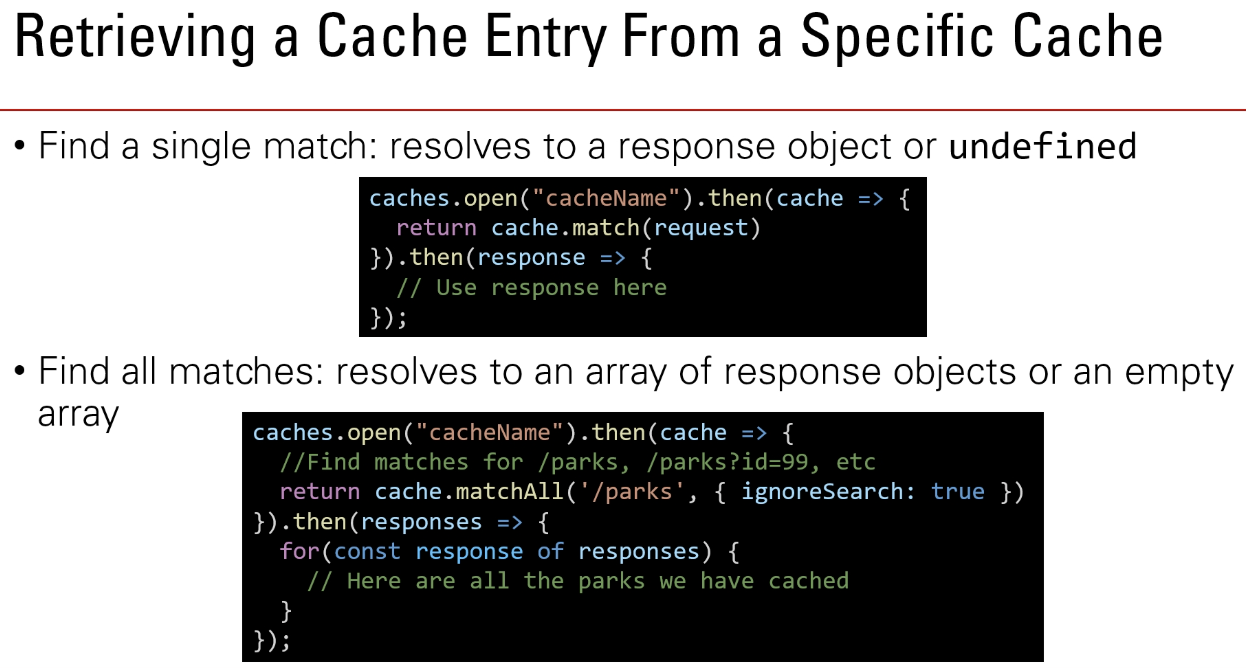 Retrieving a Cache Entry From a Specific Cache
• Find a single match: resolves to a response object or undefined
caches.open("cacheName").then(cache => {
  return cache.match(request)
}).then(response => {
  // Use response here
});
• Find all matches: resolves to an array of response objects or an empty
array
caches.open("cacheName").then(cache => {
  //Find matches for /parks, /parks?id=99, etc
  return cache.matchAll('/parks', { ignoreSearch: true })
}).then(responses => {
  for(const response of responses) {
    // Here are all the parks we have cached
  }
});